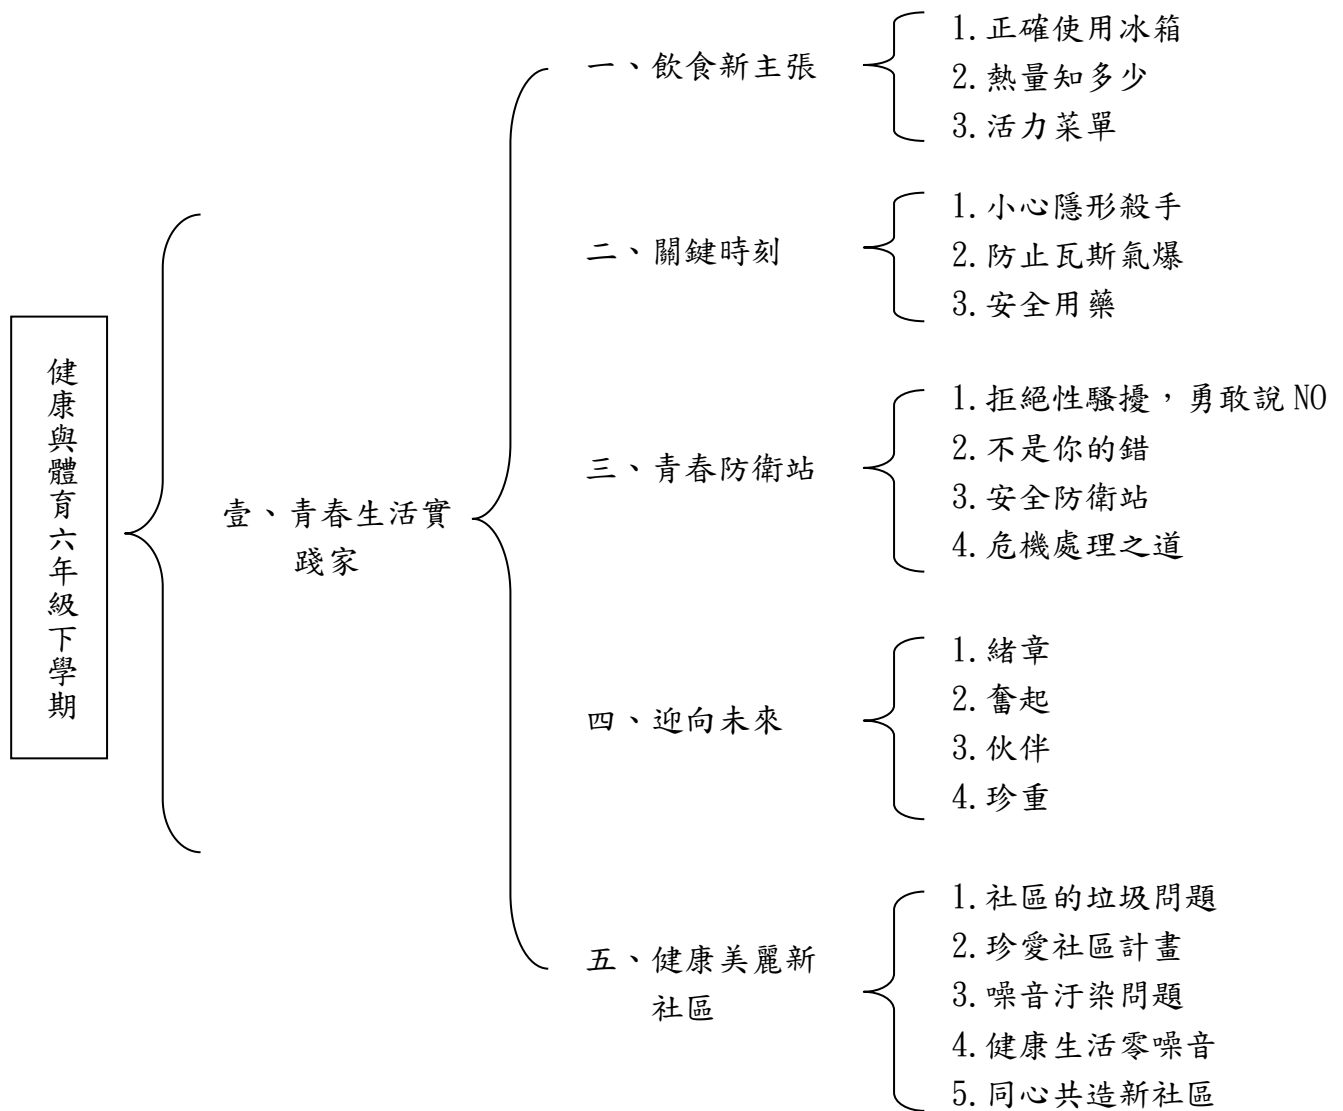 健康與體育六年級下學期
壹、青春生活實
踐家
一、飲食新主張
1.正確使用冰箱
2.熱量知多少
3.活力菜單
二、關鍵時刻
1.小心隱形殺手
2.防止瓦斯氣爆
3.安全用藥
三、青春防衛站
1.拒絕性騷擾，勇敢說 NO
2.不是你的錯
3.安全防衛站
4.危機處理之道
四、迎向未來
1.緒章
2.奮起
3.伙伴
4.珍重
五、健康美麗新
社區
1.社區的垃圾問題
2.珍愛社區計畫
3.噪音汙染問題
4.健康生活零噪音
5.同心共造新社區